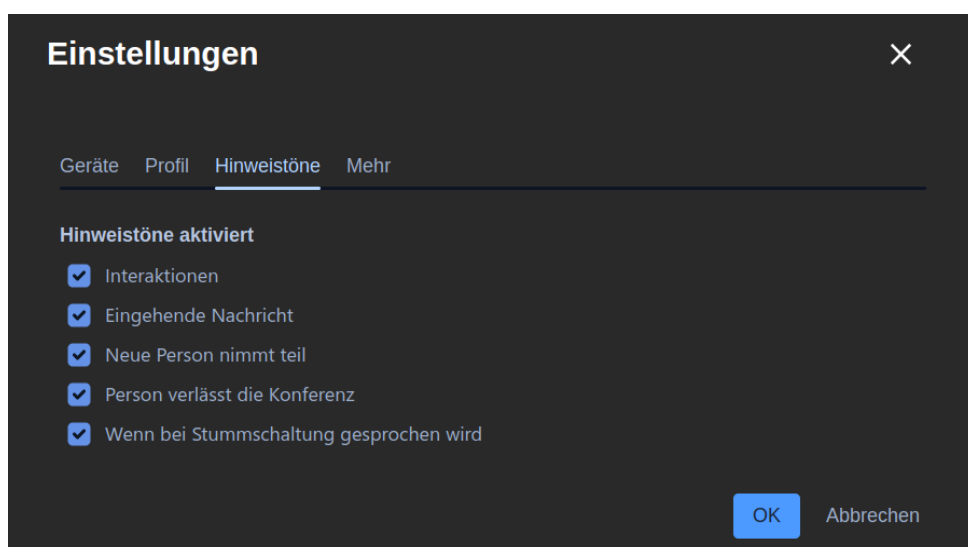 Einstellungen
Geräte Profil Hinweistöne Mehr
Hinweistöne aktiviert
Interaktionen
Eingehende Nachricht
Neue Person nimmt teil
Person verlässt die Konferenz
Wenn bei Stummschaltung gesprochen wird
OK Abbrechen